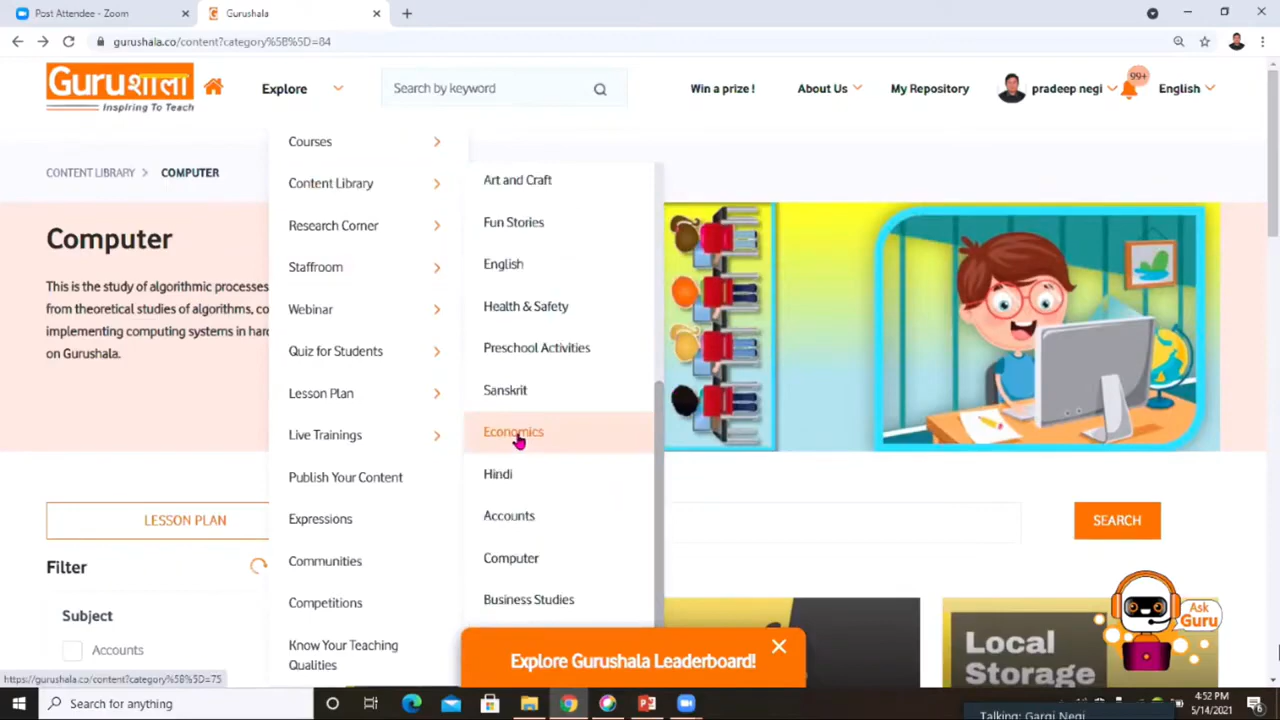 Post Attendee - Zoom
Gurushala
gurushala.co/content?category%5B%5D=84
Guruशाला
Inspiring To Teach
Explore
Search by keyword
Win a prize !
About Us
My Repository
pradeep negi
99+
English
CONTENT LIBRARY > COMPUTER
Computer
This is the study of algorithmic processes
from theoretical studies of algorithms, co
implementing computing systems in hard
on Gurushala.
Courses
Content Library
Research Corner
Staffroom
Webinar
Quiz for Students
Lesson Plan
Live Trainings
Publish Your Content
Expressions
Communities
Competitions
Know Your Teaching
Qualities
Art and Craft
Fun Stories
English
Health & Safety
Preschool Activities
Sanskrit
Economics
Hindi
Accounts
Computer
Business Studies
LESSON PLAN
SEARCH
Filter
Subject
Accounts
Local
Storage
Ask
Guru
Explore Gurushala Leaderboard!
https://gurushala.co/content?category%5B%5D=75
Search for anything
4:52 PM
5/14/2021
6
Talking: Gargi Negi